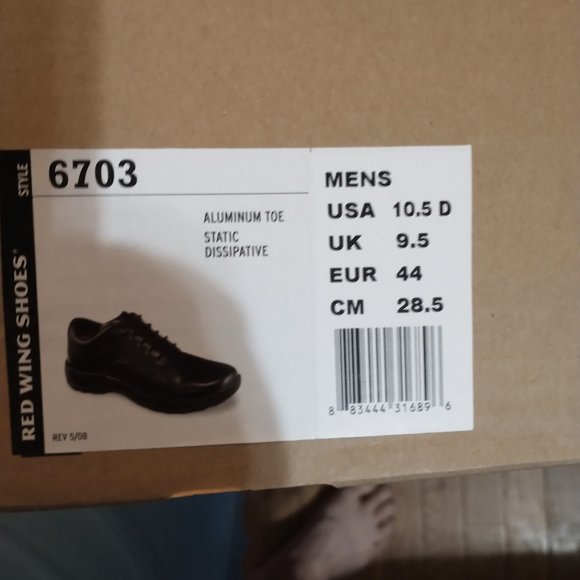 STYLE
6703
RED WING SHOES®
ALUMINUM TOE
STATIC
DISSIPATIVE
REV 5/08
MENS
USA 10.5 D
UK 9.5
EUR 44
CM 28.5
8 83444 31689 6